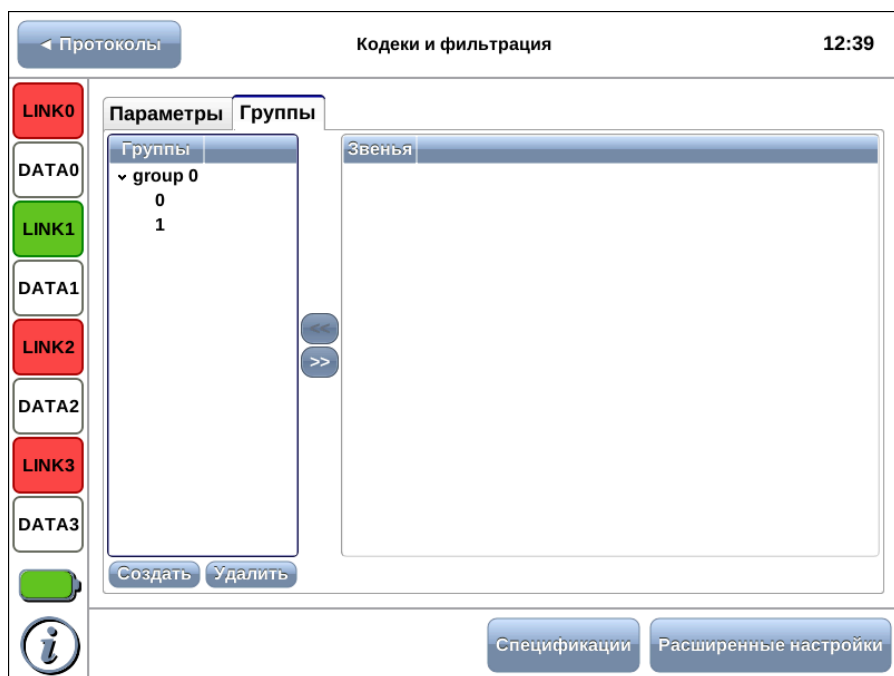 ◄ Протоколы
Кодеки и фильтрация
12:39
LINK0
DATA0
LINK1
DATA1
LINK2
DATA2
LINK3
DATA3
Параметры
Группы
Группы
group 0
0
1
<<
>>
Звенья
Создать
Удалить
i
Спецификации
Расширенные настройки